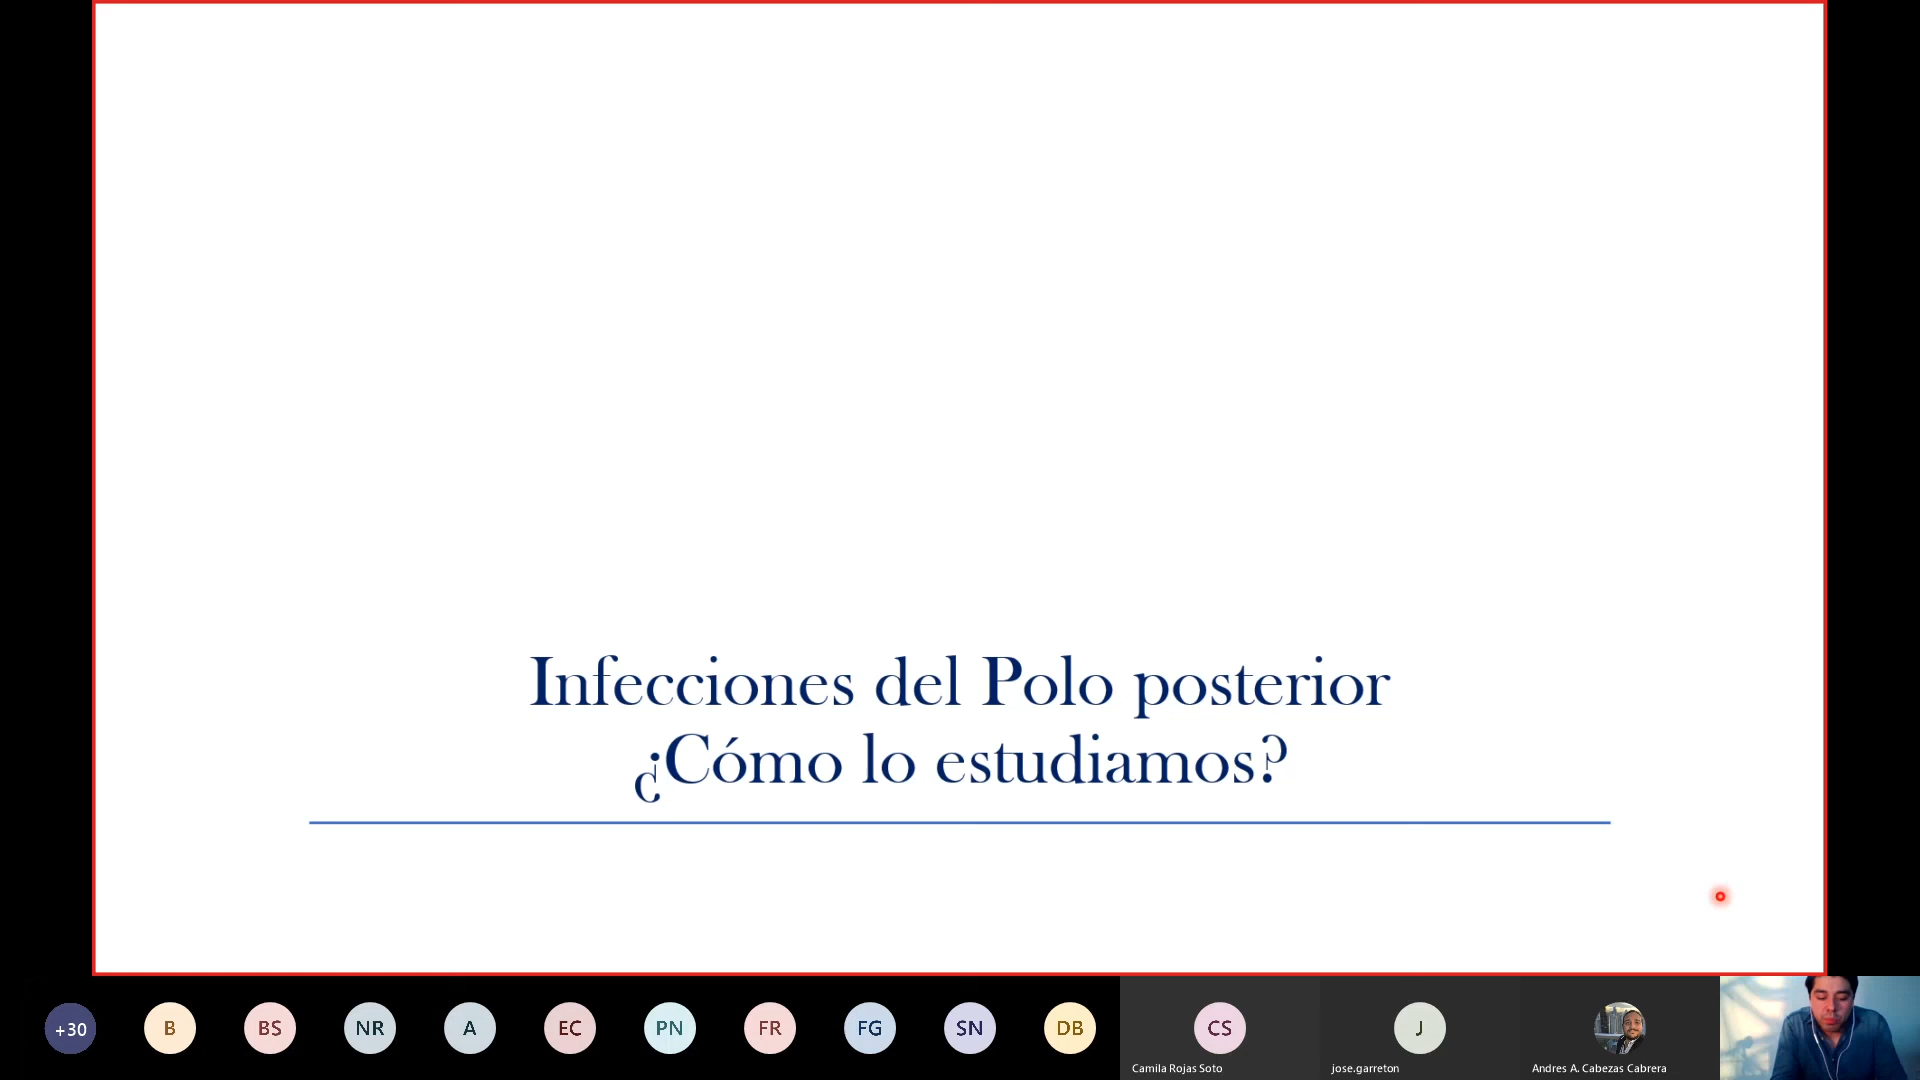 Infecciones del Polo posterior
¿Cómo lo estudiamos?
+30
B
BS
NR
A
EC
PN
FR
FG
SN
DB
CS
J
Camila Rojas Soto
jose.garreton
Andres A. Cabezas Cabrera